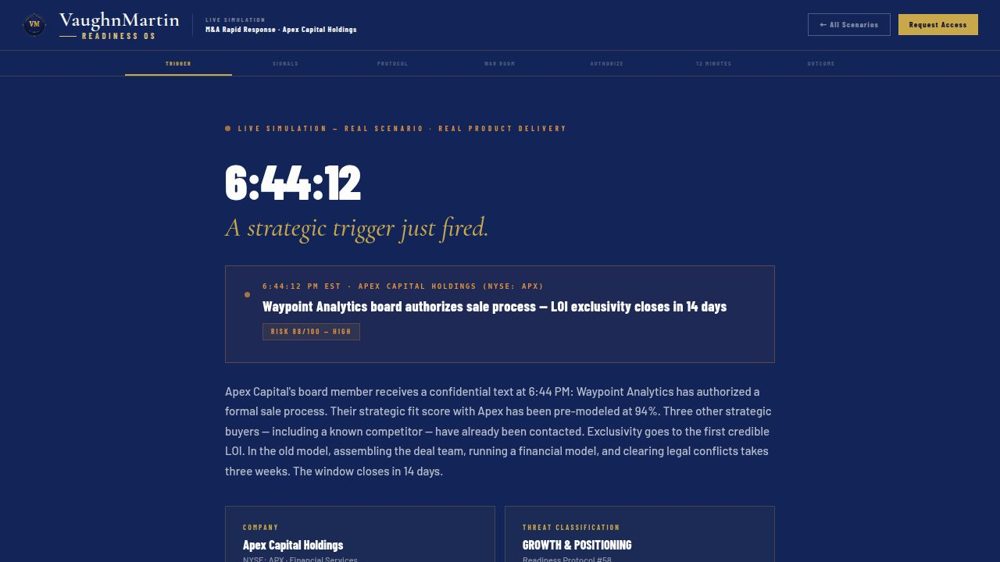 VM
VaughnMartin
READINESS OS
LIVE SIMULATION
M&A Rapid Response · Apex Capital Holdings
← All Scenarios
Request Access
TRIGGER
SIGNALS
PROTOCOL
WAR ROOM
AUTHORIZE
12 MINUTES
OUTCOME
LIVE SIMULATION — REAL SCENARIO · REAL PRODUCT DELIVERY
6:44:12
A strategic trigger just fired.
6:44:12 PM EST · APEX CAPITAL HOLDINGS (NYSE: APX)
Waypoint Analytics board authorizes sale process — LOI exclusivity closes in 14 days
RISK 88/100 — HIGH
Apex Capital's board member receives a confidential text at 6:44 PM: Waypoint Analytics has authorized a
formal sale process. Their strategic fit score with Apex has been pre-modeled at 94%. Three other strategic
buyers — including a known competitor — have already been contacted. Exclusivity goes to the first credible
LOI. In the old model, assembling the deal team, running a financial model, and clearing legal conflicts takes
three weeks. The window closes in 14 days.
COMPANY
Apex Capital Holdings
NYSE: APX · Financial Services
THREAT CLASSIFICATION
GROWTH & POSITIONING
Readiness Protocol #58